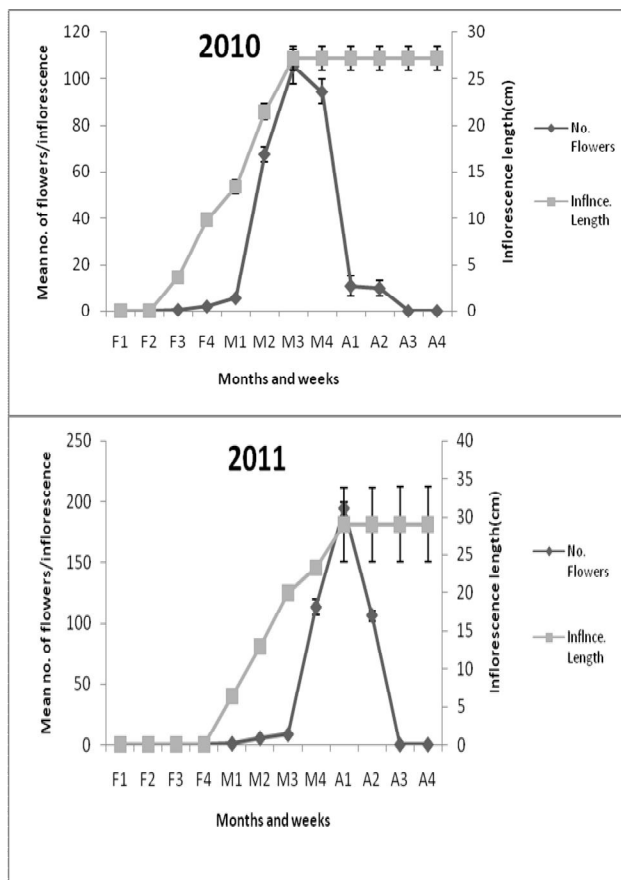 2010
Mean no. of flowers/inflorescence
120
100
80
60
40
20
0
30
25
20
15
10
5
0
Inflorescence length(cm)
F1 F2 F3 F4 M1 M2 M3 M4 A1 A2 A3 A4
Months and weeks
No.
Flowers
Inflnce.
Length
2011
Mean no. of flowers/inflorescence
250
200
150
100
50
0
40
35
30
25
20
15
10
5
0
Inflorescence length(cm)
F1 F2 F3 F4 M1 M2 M3 M4 A1 A2 A3 A4
Months and weeks
No.
Flowers
Inflnce.
Length